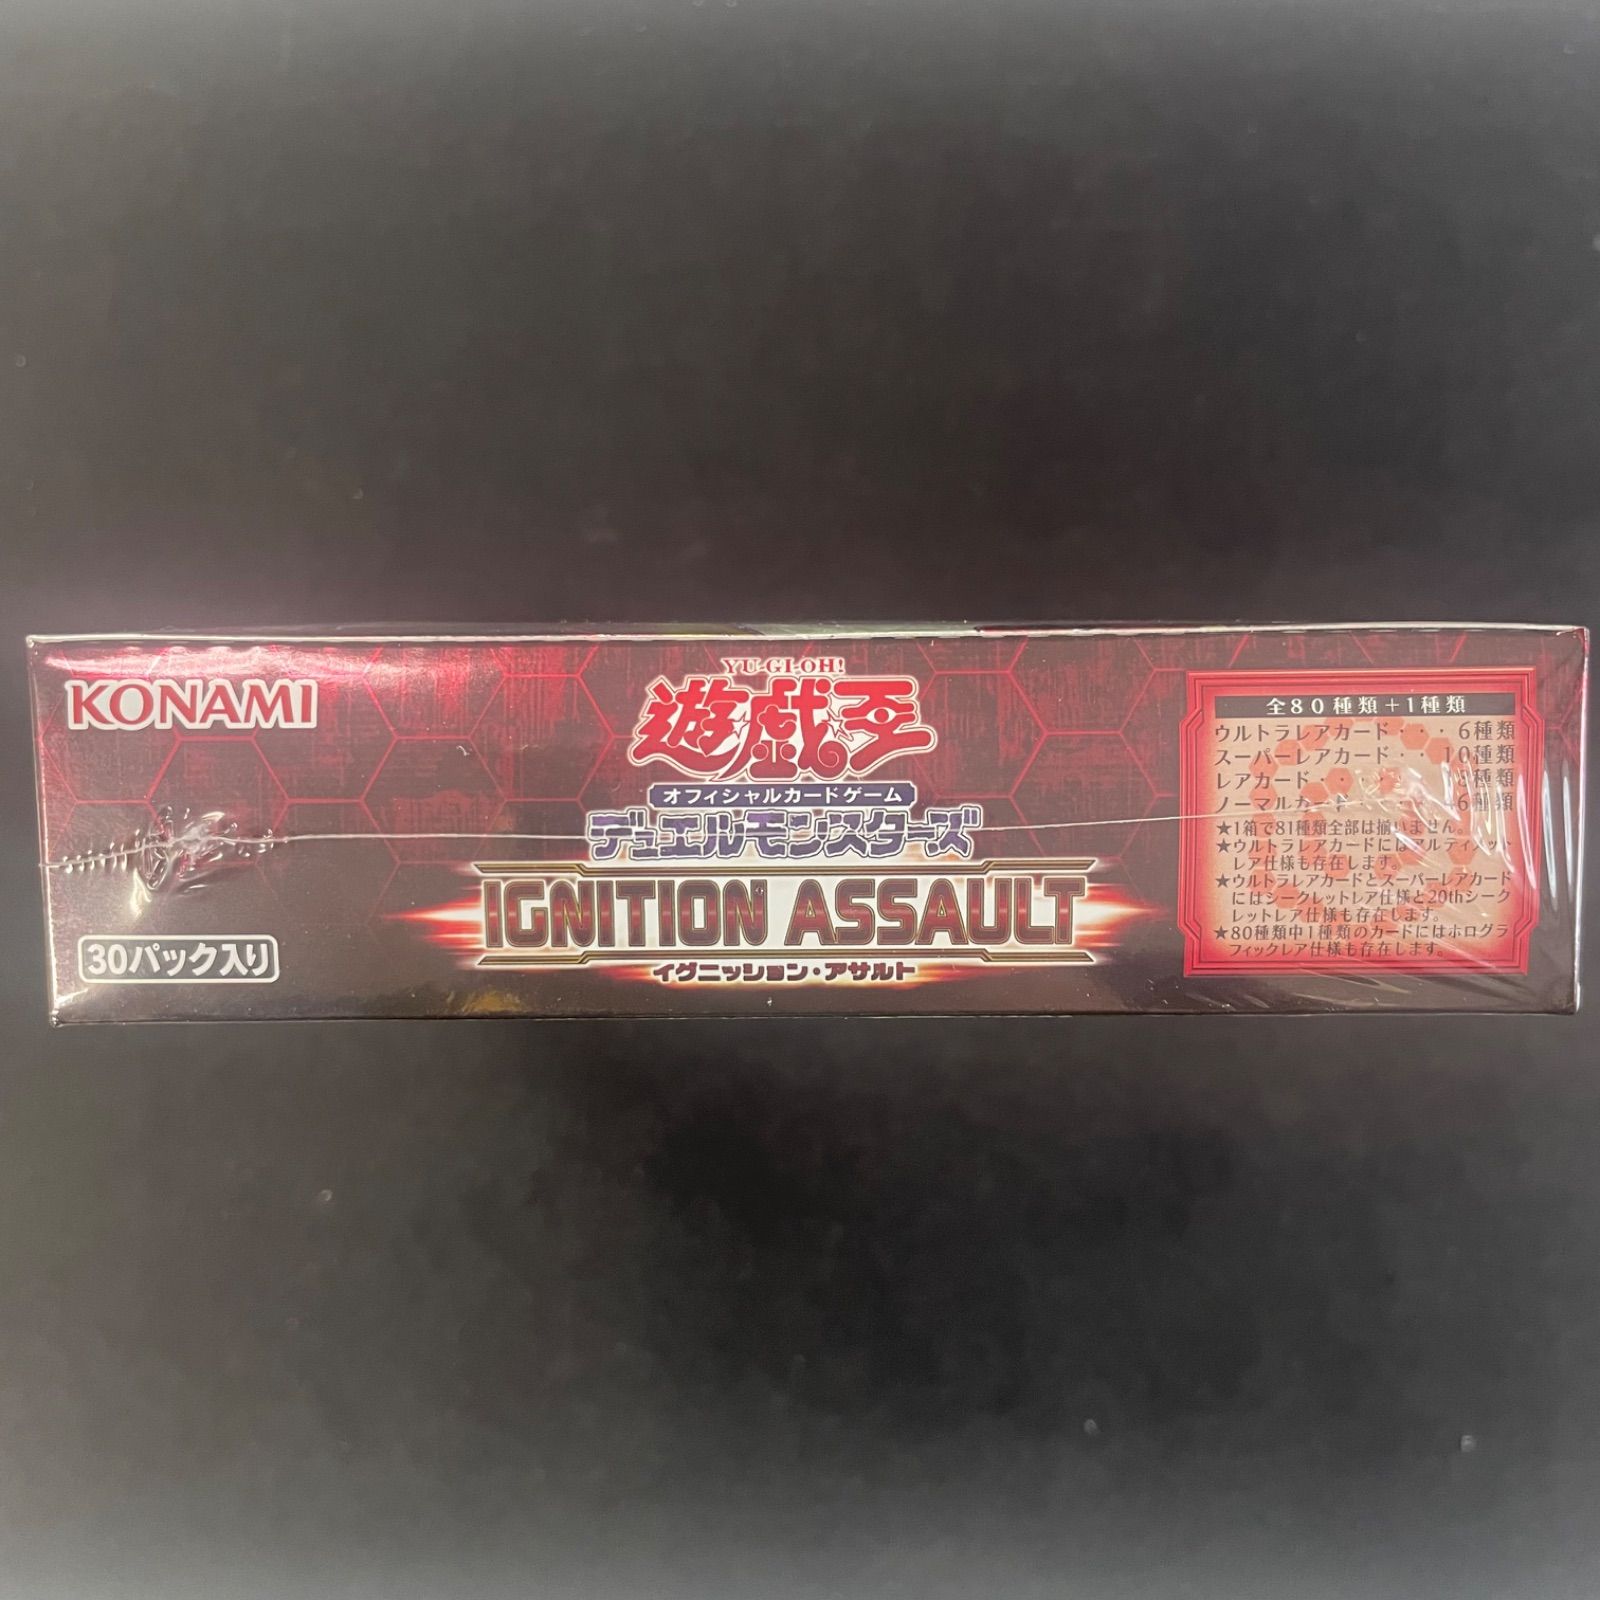 KONAMI
YU-GI-OH!
遊戯王
オフィシャルカードゲーム
デュエルモンスターズ
IGNITION ASSAULT
イグニッション・アサルト
30パック入り
全80種類+1種類
ウルトラレアカード・・・6種類
スーパーレアカード・・10種類
レアカード・・・・18種類
ノーマルカード・・・・46種類
★1箱で81種類全部は揃いません。
★ウルトラレアカードにはアルティメット
レア仕様も存在します。
★ウルトラレアカードとスーパーレアカード
にはシークレットレア仕様と20thシーク
レットレア仕様も存在します。
★80種類中1種類のカードにはホログラ
フィックレア仕様も存在します。